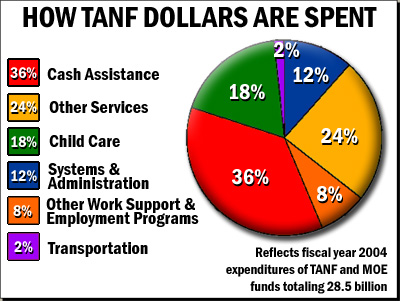 HOW TANF DOLLARS ARE SPENT
36% Cash Assistance
24% Other Services
18% Child Care
12% Systems &
Administration
8% Other Work Support &
Employment Programs
2% Transportation
2%
12%
18%
24%
36%
8%
Reflects fiscal year 2004
expenditures of TANF and MOE
funds totaling 28.5 billion